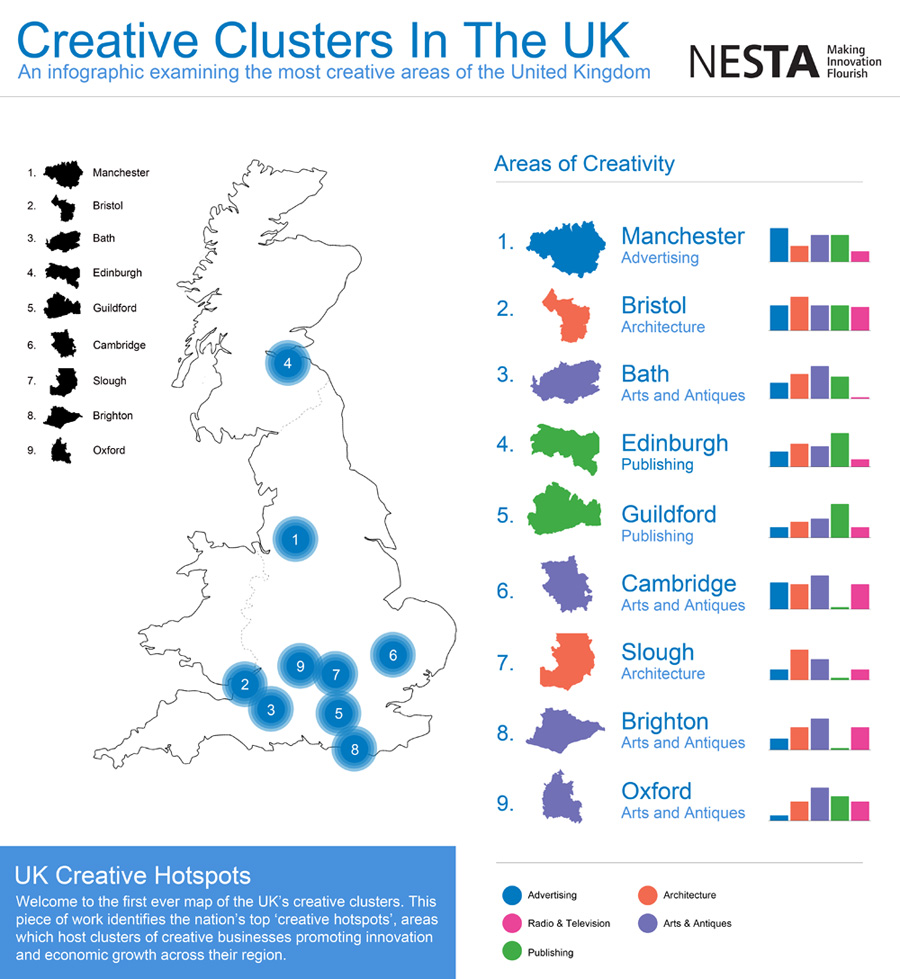 Creative Clusters In The UK
An infographic examining the most creative areas of the United Kingdom
NESTA
Making
Innovation
Flourish
1. Manchester
2. Bristol
3. Bath
4. Edinburgh
5. Guildford
6. Cambridge
7. Slough
8. Brighton
9. Oxford
4
1
9
7
6
2
3
5
8
Areas of Creativity
1. Manchester
Advertising
2. Bristol
Architecture
3. Bath
Arts and Antiques
4. Edinburgh
Publishing
5. Guildford
Publishing
6. Cambridge
Arts and Antiques
7. Slough
Architecture
8. Brighton
Arts and Antiques
9. Oxford
Arts and Antiques
UK Creative Hotspots
Welcome to the first ever map of the UK's creative clusters. This
piece of work identifies the nation's top 'creative hotspots', areas
which host clusters of creative businesses promoting innovation
and economic growth across their region.
Advertising
Architecture
Radio & Television
Arts & Antiques
Publishing